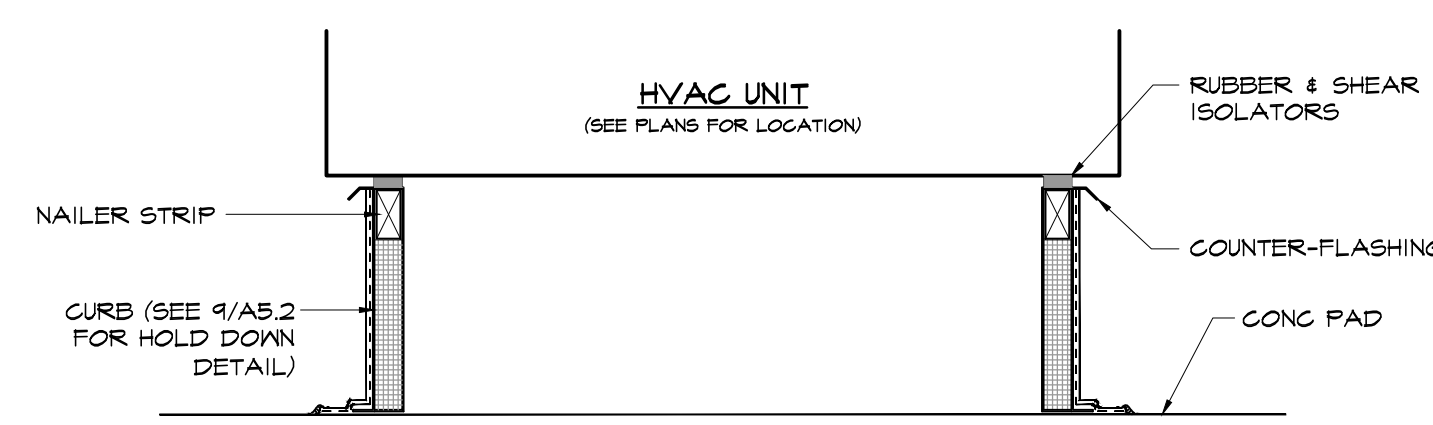 HVAC UNIT
(SEE PLANS FOR LOCATION)
RUBBER & SHEAR
ISOLATORS
NAILER STRIP
COUNTER-FLASHING
CURB (SEE 9/A5.2
FOR HOLD DOWN
DETAIL)
CONC PAD